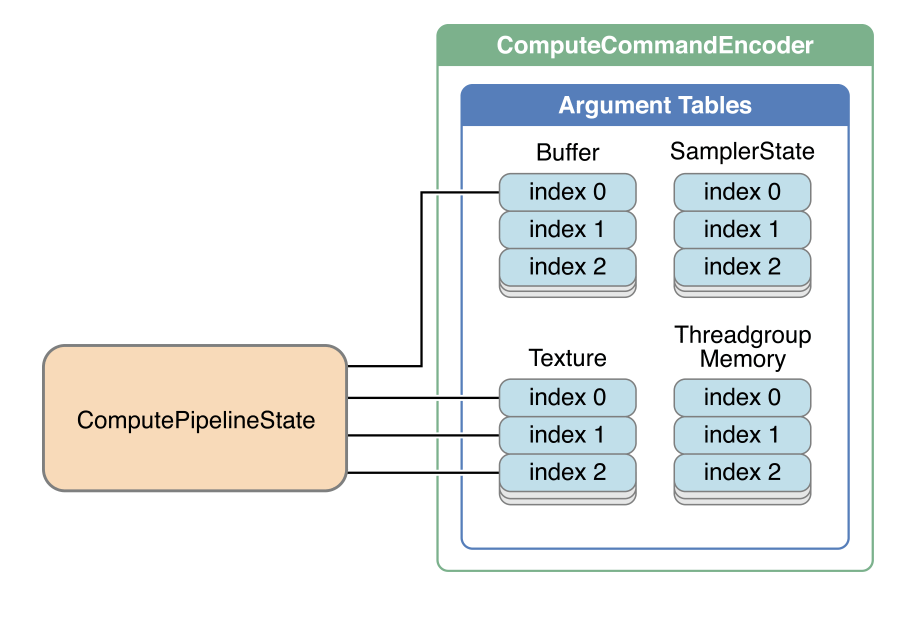 ComputeCommandEncoder
Argument Tables
Buffer
index 0
index 1
index 2
SamplerState
index 0
index 1
index 2
Texture
index 0
index 1
index 2
Threadgroup
Memory
index 0
index 1
index 2
ComputePipelineState